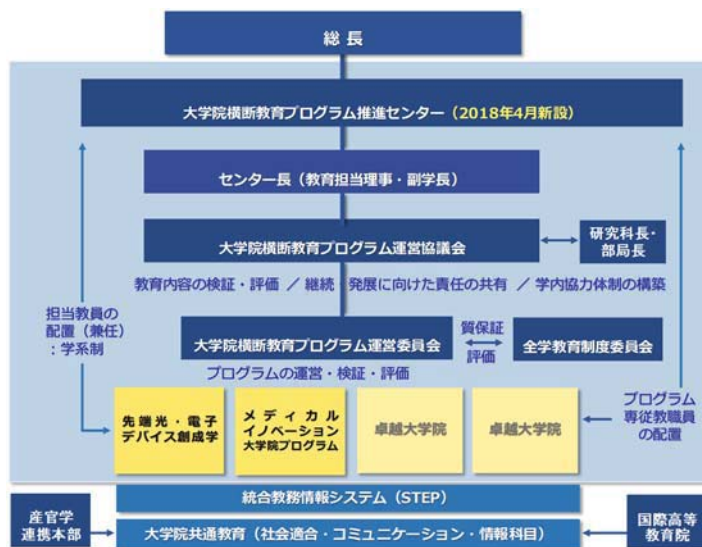 総 長
大学院横断教育プログラム推進センター（2018年4月新設）
センター長（教育担当理事・副学長）
大学院横断教育プログラム運営協議会
研究科長・
部局長
教育内容の検証・評価 ／ 継続・発展に向けた責任の共有 ／ 学内協力体制の構築
担当教員の
配置（兼任）
：学系制
大学院横断教育プログラム運営委員会
質保証
評価
全学教育制度委員会
プログラムの運営・検証・評価
先端光・電子
デバイス創成学
メディカル
イノベーション
大学院プログラム
卓越大学院
卓越大学院
プログラム
専従教職員
の配置
統合教務情報システム（STEP）
産官学
連携本部
大学院共通教育（社会適合・コミュニケーション・情報科目）
国際高等
教育院